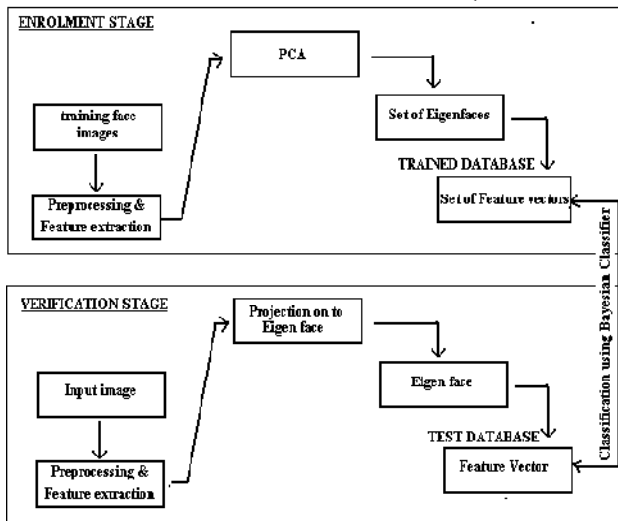 ENROLMENT STAGE
PCA
training face
images
Set of Eigenfaces
TRAINED DATABASE
Preprocessing &
Feature extraction
Set of Feature vectors
Classification using Bayesian Classifier
VERIFICATION STAGE
Projection on to
Eigen face
Input image
Eigen face
TEST DATABASE
Preprocessing &
Feature extraction
Feature Vector